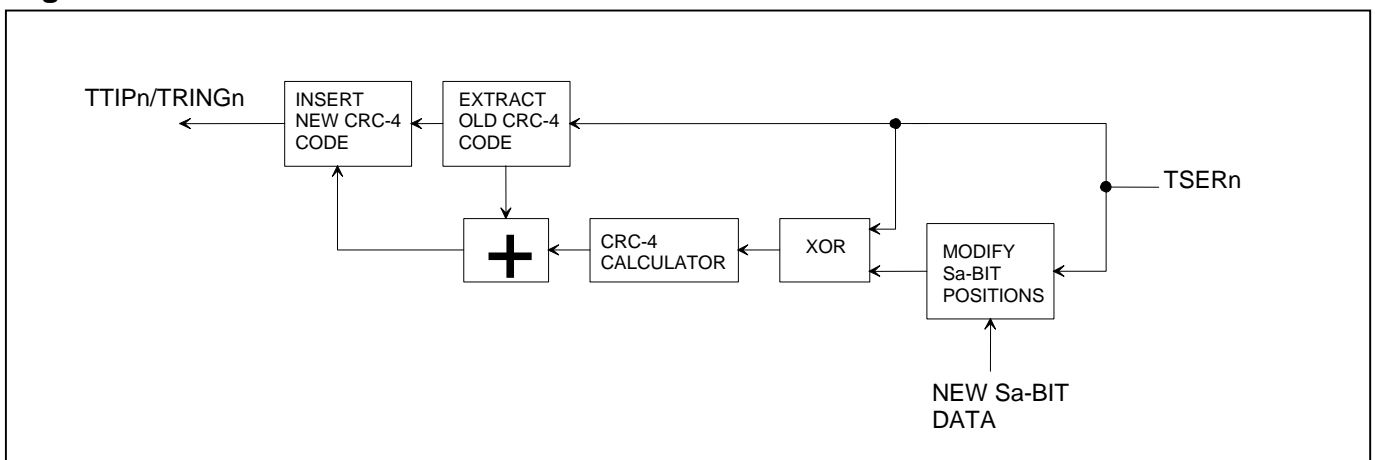 TTIPn/TRINGn
INSERT
NEW CRC-4
CODE
EXTRACT
OLD CRC-4
CODE
TSERn
+
CRC-4
CALCULATOR
XOR
MODIFY
Sa-BIT
POSITIONS
NEW Sa-BIT
DATA